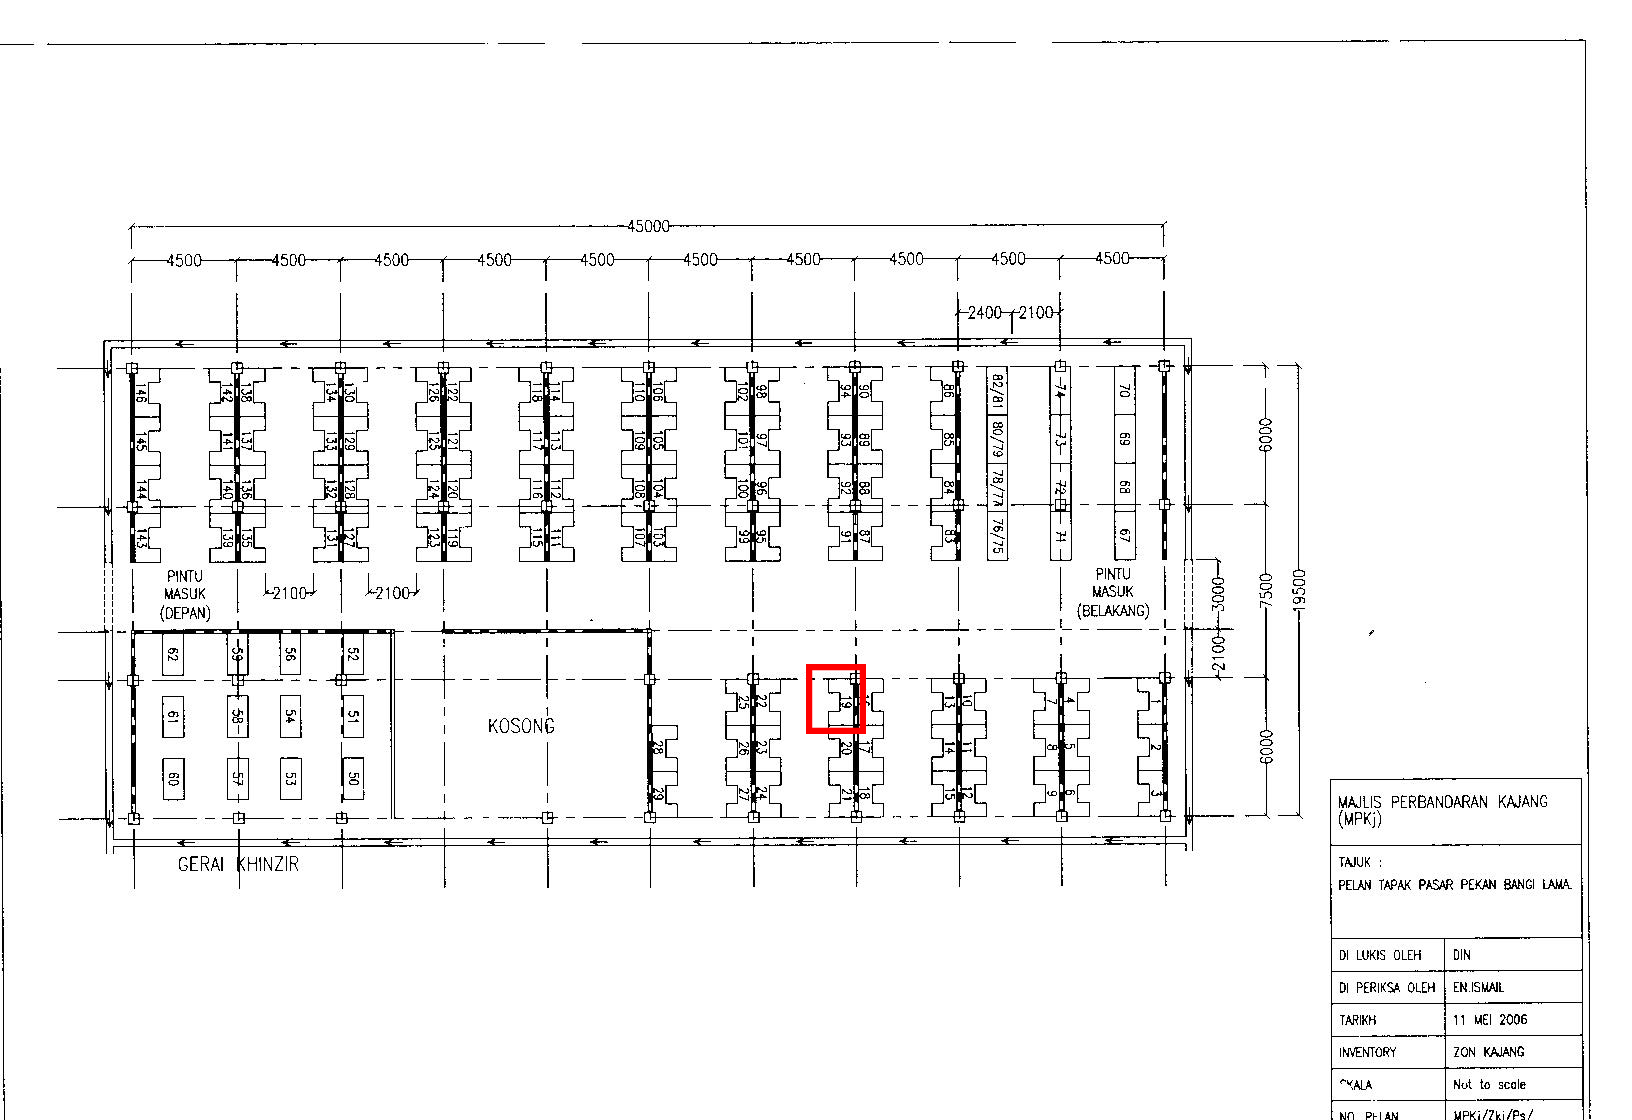 45000
4500 4500 4500 4500 4500 4500 4500 4500 4500 4500
2400 2100
146 142 138 134 130 126 122 118 114 110 106 102 98 94 90 86 82/81 74 70
145 141 137 133 129 125 121 117 113 109 105 101 97 93 89 85 80/79 73 69
144 140 136 132 128 124 120 116 112 108 104 100 96 92 88 84 78/77 72 68
143 139 135 131 127 123 119 115 111 107 103 99 95 91 87 83 76/75 71 67
6000
7500
19500
3000
2100
6000
PINTU
MASUK
(DEPAN)
2100 2100
PINTU
MASUK
(BELAKANG)
62 59 56 52
61 58 54 51
60 57 53 50
KOSONG
25 22 19 16 13 10 7 4 1
28 26 23 20 17 14 11 8 5 2
29 27 24 21 18 15 12 9 6 3
GERAI KHINZIR
MAJLIS PERBANDARAN KAJANG
(MPKj)
TAJUK :
PELAN TAPAK PASAR PEKAN BANGI LAMA.
DI LUKIS OLEH DIN
DI PERIKSA OLEH EN.ISMAIL
TARIKH 11 MEI 2006
INVENTORY ZON KAJANG
SKALA Not to scale
NO. PELAN MPKj/Zkj/Ps/